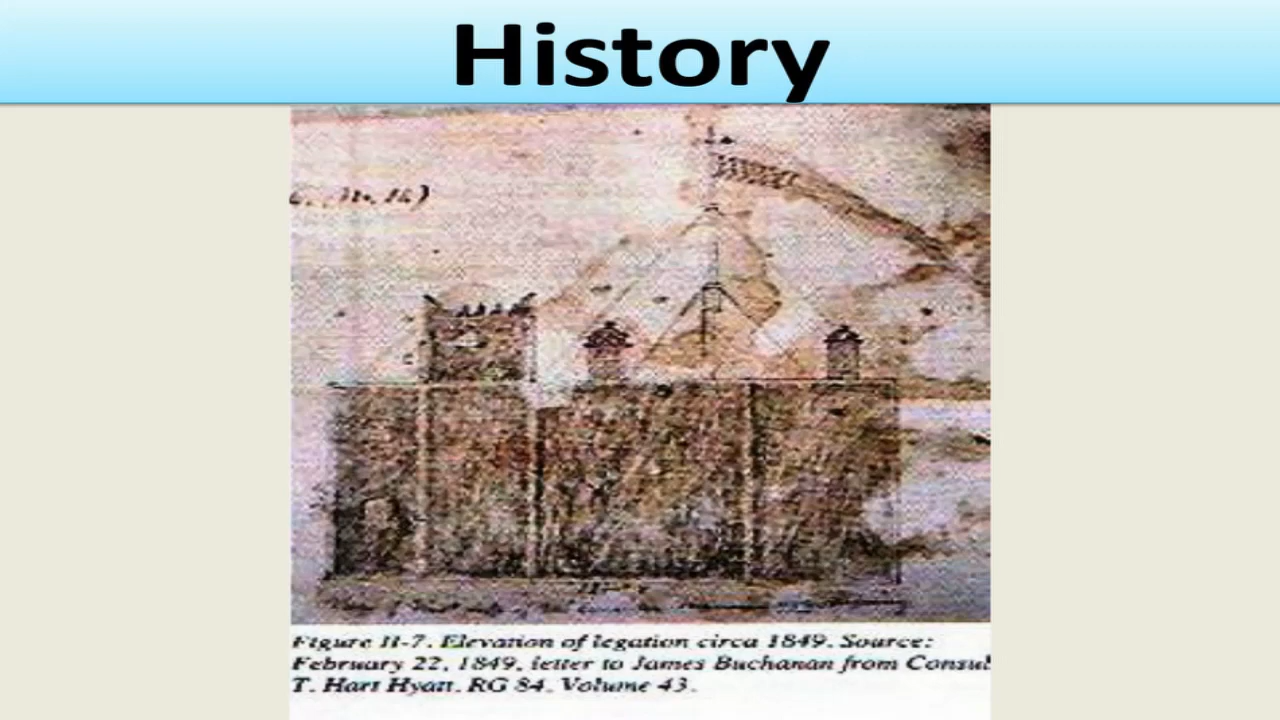 History
Figure II-7. Elevation of legation circa 1849. Source:
February 22, 1849, letter to James Buchanan from Consul
T. Hart Hyatt. RG 84. Volume 43.